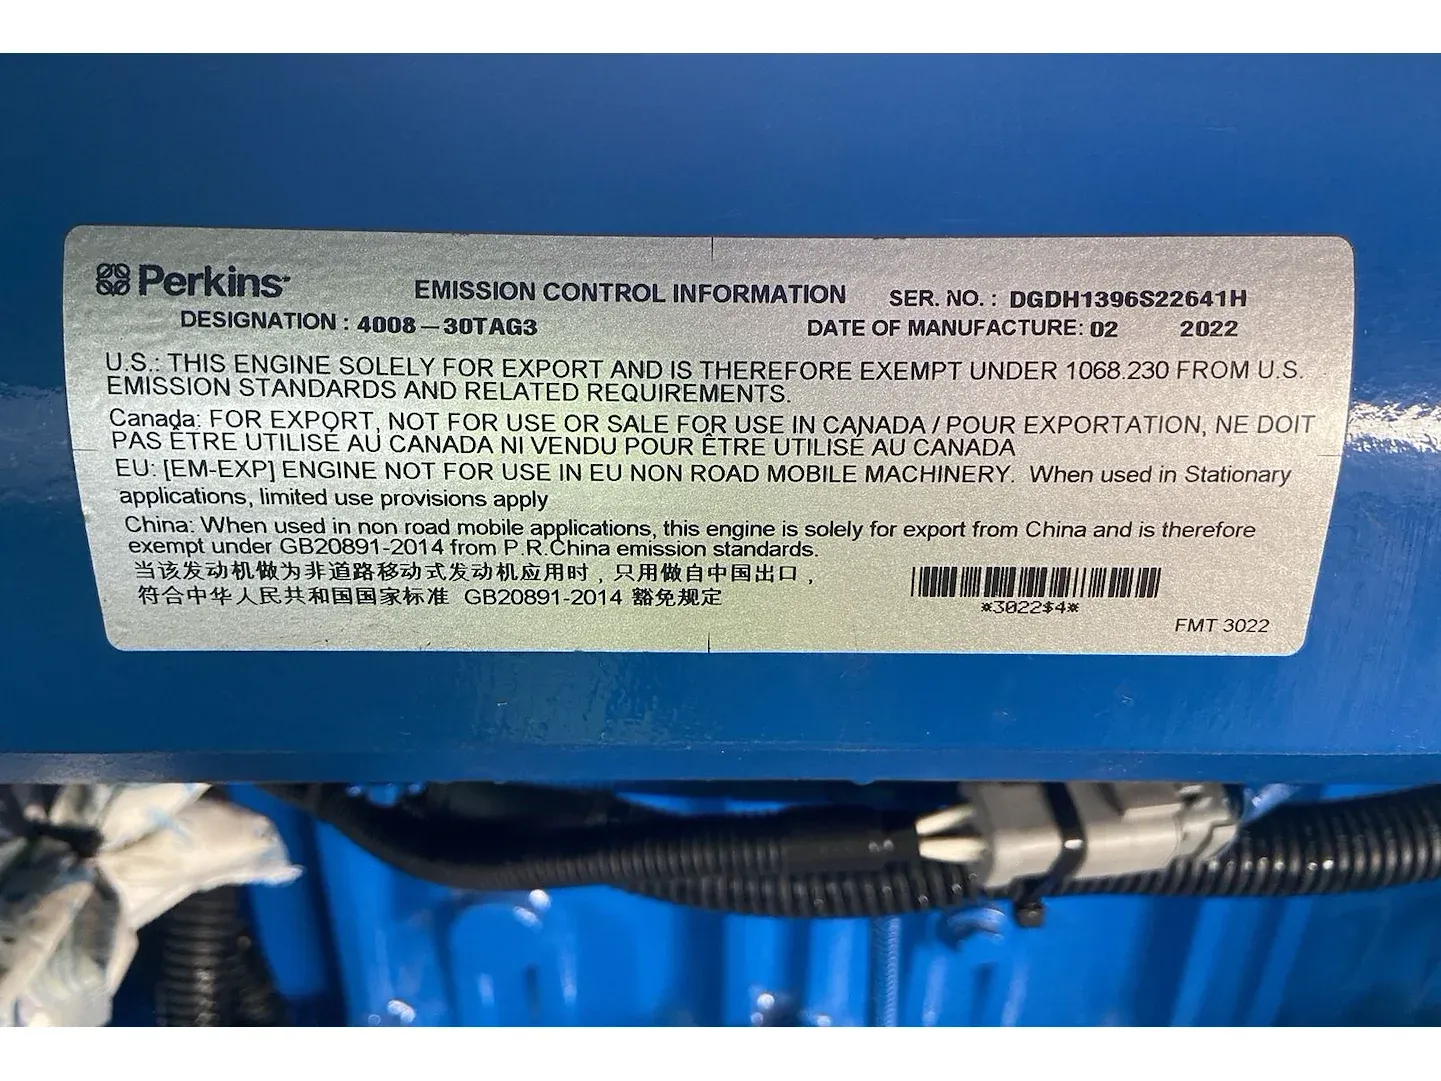 Perkins
EMISSION CONTROL INFORMATION
SER. NO. : DGDH1396S22641H
DESIGNATION : 4008-30TAG3
DATE OF MANUFACTURE: 02 2022
U.S.: THIS ENGINE SOLELY FOR EXPORT AND IS THEREFORE EXEMPT UNDER 1068.230 FROM U.S.
EMISSION STANDARDS AND RELATED REQUIREMENTS.
Canada: FOR EXPORT, NOT FOR USE OR SALE FOR USE IN CANADA / POUR EXPORTATION, NE DOIT
PAS ÊTRE UTILISÉ AU CANADA NI VENDU POUR ÊTRE UTILISÉ AU CANADA
EU: [EM-EXP] ENGINE NOT FOR USE IN EU NON ROAD MOBILE MACHINERY. When used in Stationary
applications, limited use provisions apply
China: When used in non road mobile applications, this engine is solely for export from China and is therefore
exempt under GB20891-2014 from P.R.China emission standards.
当该发动机做为非道路移动式发动机应用时，只用做自中国出口，
符合中华人民共和国国家标准 GB20891-2014 豁免规定
*3022$4*
FMT 3022